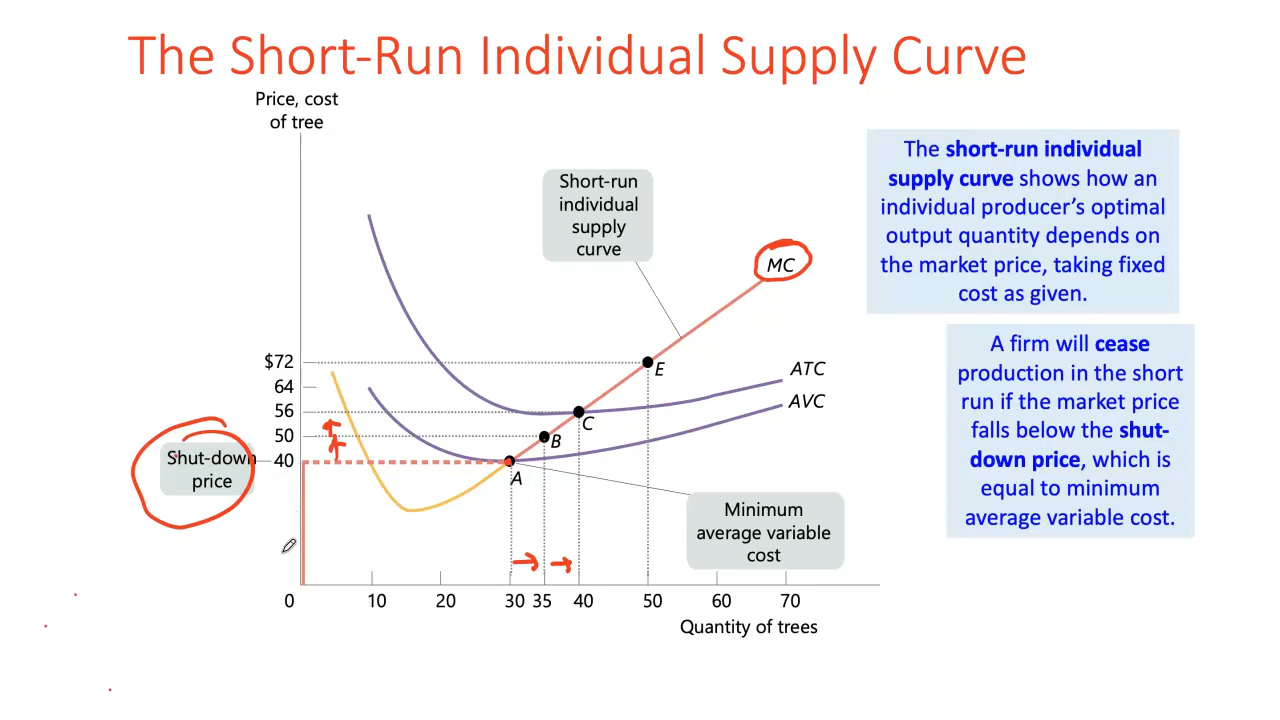 The Short-Run Individual Supply Curve
Price, cost
of tree
Short-run
individual
supply
curve
MC
$72
64
56
50
40
E
ATC
AVC
C
B
A
Shut-down
price
Minimum
average variable
cost
0
10
20
30
35
40
50
60
70
Quantity of trees
The short-run individual
supply curve shows how an
individual producer’s optimal
output quantity depends on
the market price, taking fixed
cost as given.
A firm will cease
production in the short
run if the market price
falls below the shut-
down price, which is
equal to minimum
average variable cost.